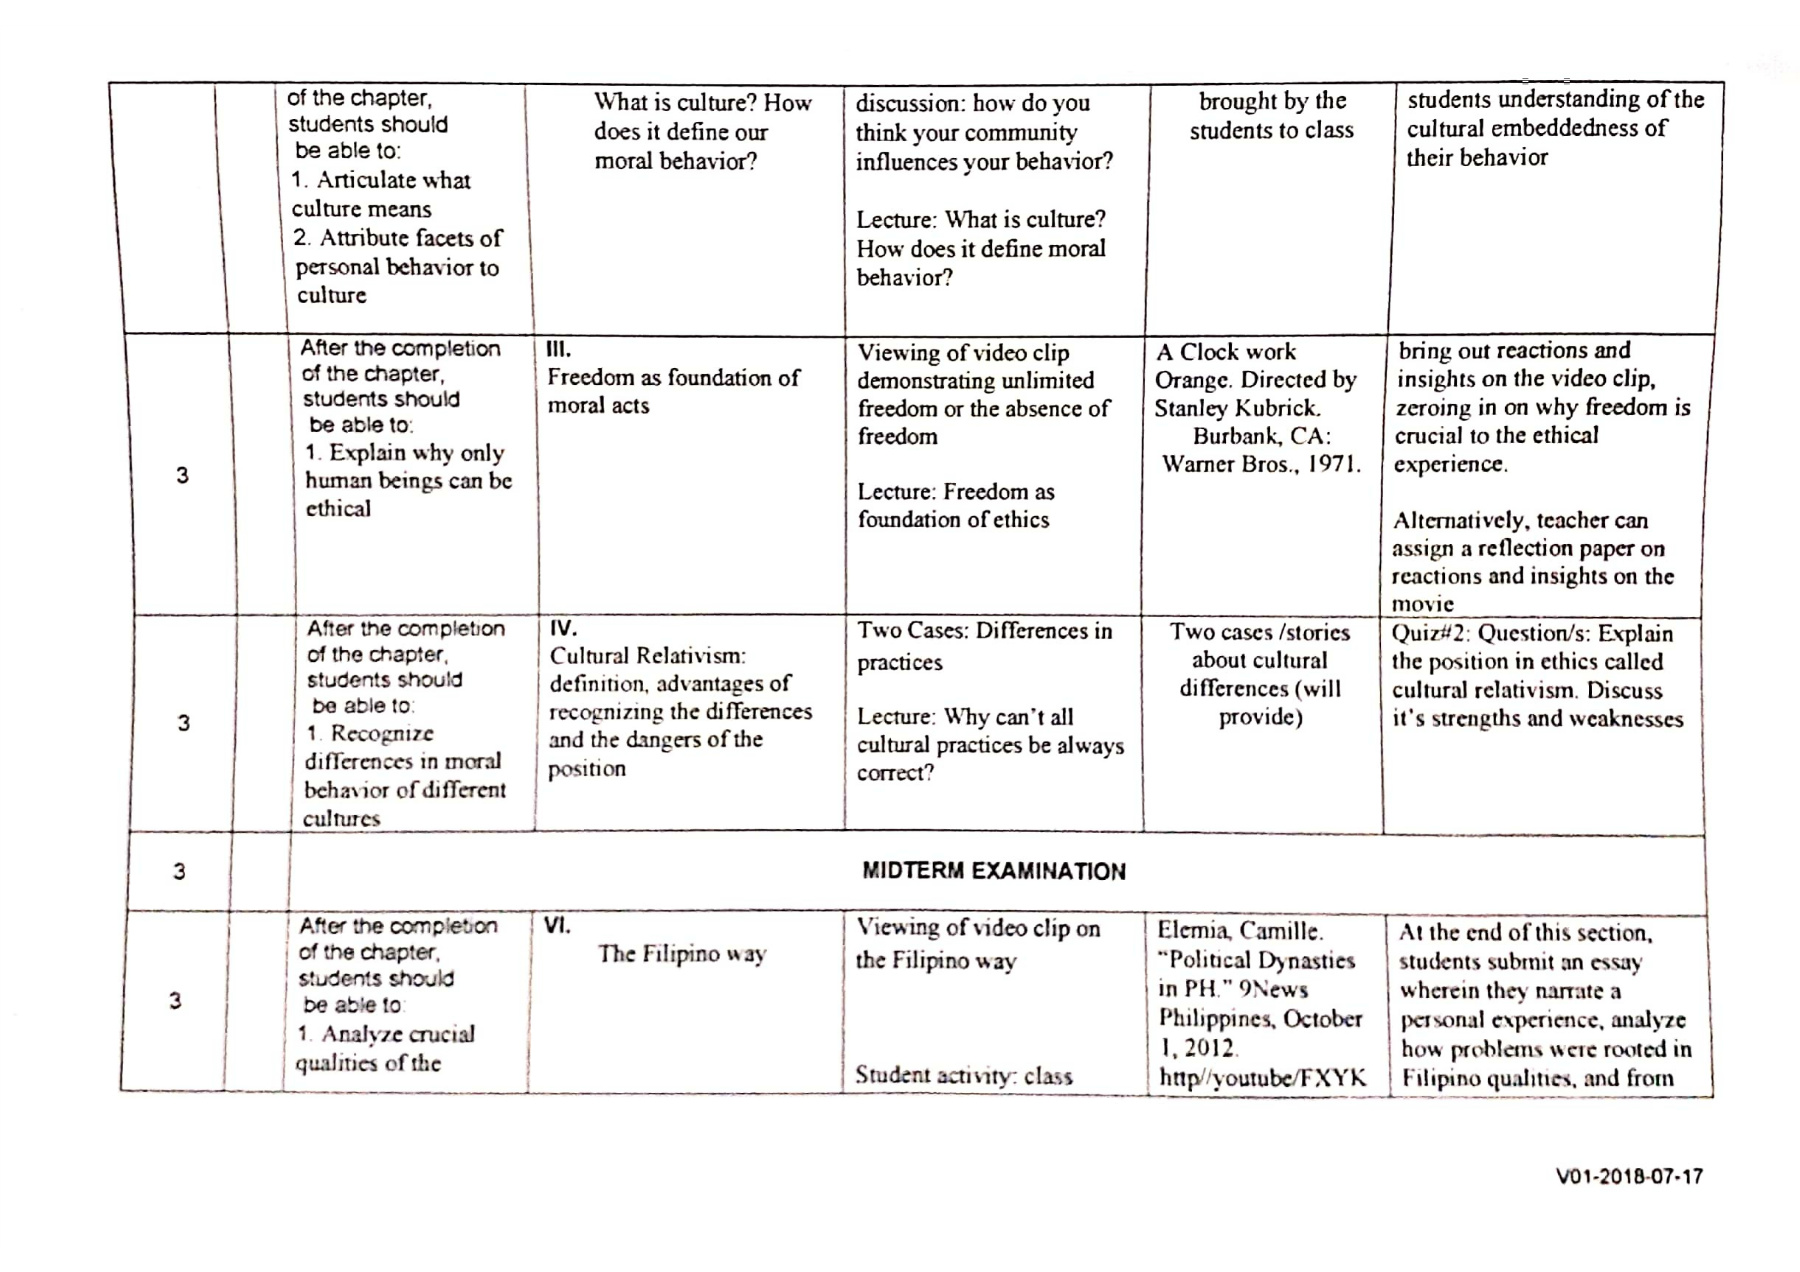 of the chapter,
students should
be able to:
1. Articulate what
culture means
2. Attribute facets of
personal behavior to
culture
What is culture? How
does it define our
moral behavior?
discussion: how do you
think your community
influences your behavior?
Lecture: What is culture?
How does it define moral
behavior?
brought by the
students to class
students understanding of the
cultural embeddedness of
their behavior
3
After the completion
of the chapter,
students should
be able to:
1. Explain why only
human beings can be
ethical
III.
Freedom as foundation of
moral acts
Viewing of video clip
demonstrating unlimited
freedom or the absence of
freedom
Lecture: Freedom as
foundation of ethics
A Clock work
Orange. Directed by
Stanley Kubrick.
Burbank, CA:
Warner Bros., 1971.
bring out reactions and
insights on the video clip,
zeroing in on why freedom is
crucial to the ethical
experience.
Alternatively, teacher can
assign a reflection paper on
reactions and insights on the
movie
3
After the completion
of the chapter,
students should
be able to:
1. Recognize
differences in moral
behavior of different
cultures
IV.
Cultural Relativism:
definition, advantages of
recognizing the differences
and the dangers of the
position
Two Cases: Differences in
practices
Lecture: Why can't all
cultural practices be always
correct?
Two cases /stories
about cultural
differences (will
provide)
Quiz#2: Question/s: Explain
the position in ethics called
cultural relativism. Discuss
it's strengths and weaknesses
3
MIDTERM EXAMINATION
3
After the completion
of the chapter,
students should
be able to:
1. Analyze crucial
qualities of the
VI.
The Filipino way
Viewing of video clip on
the Filipino way
Student activity: class
Elemia, Camille.
"Political Dynasties
in PH." 9News
Philippines, October
1, 2012.
http//youtube/FXYK
At the end of this section,
students submit an essay
wherein they narrate a
personal experience, analyze
how problems were rooted in
Filipino qualities, and from
V01-2018-07-17